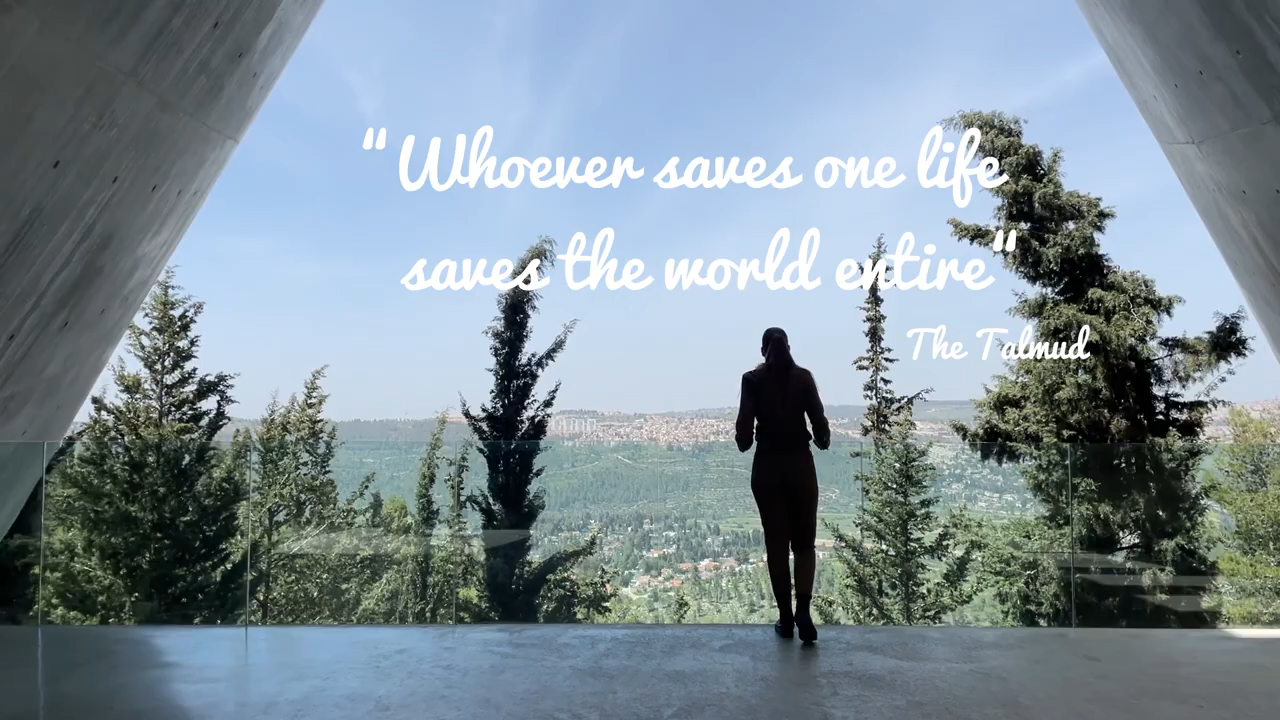 “Whoever saves one life
saves the world entire“
The Talmud